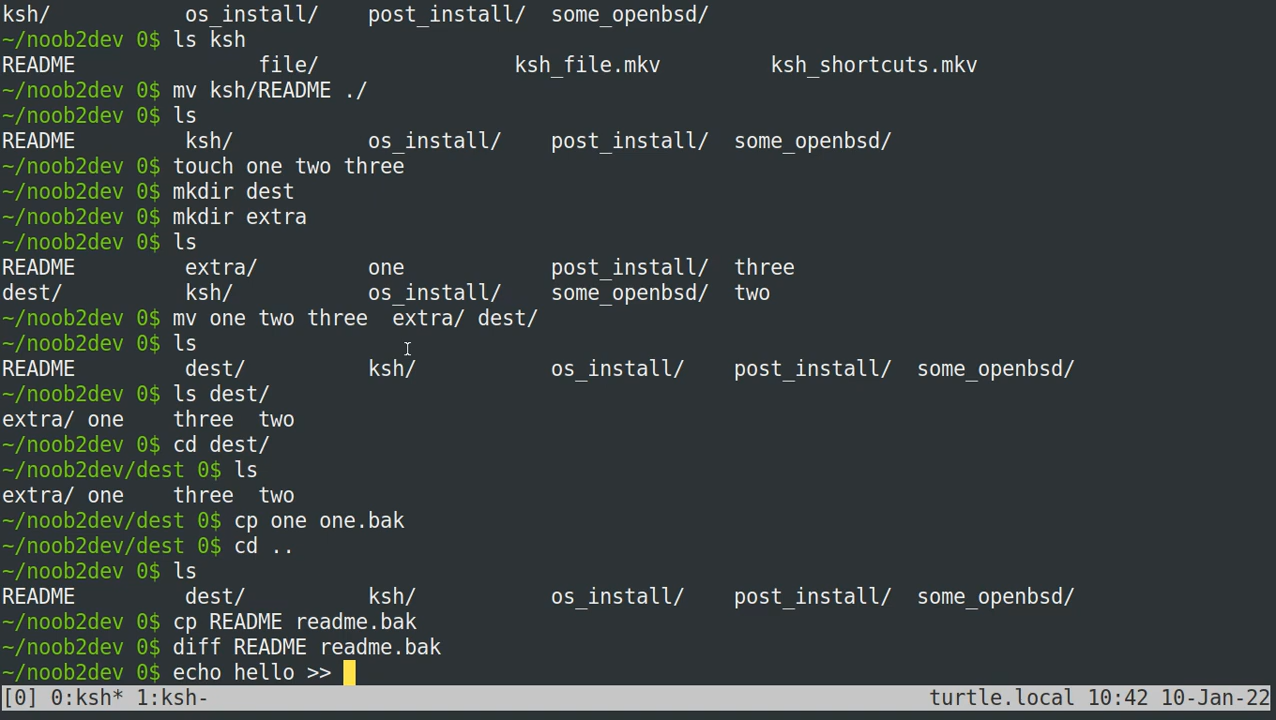 ksh/           os_install/    post_install/  some_openbsd/
~/noob2dev 0$ ls ksh
README               file/                ksh_file.mkv         ksh_shortcuts.mkv
~/noob2dev 0$ mv ksh/README ./
~/noob2dev 0$ ls
README         ksh/           os_install/    post_install/  some_openbsd/
~/noob2dev 0$ touch one two three
~/noob2dev 0$ mkdir dest
~/noob2dev 0$ mkdir extra
~/noob2dev 0$ ls
README         extra/         one            post_install/  three
dest/          ksh/           os_install/    some_openbsd/  two
~/noob2dev 0$ mv one two three  extra/ dest/
~/noob2dev 0$ ls
README         dest/          ksh/           os_install/    post_install/  some_openbsd/
~/noob2dev 0$ ls dest/
extra/ one    three  two
~/noob2dev 0$ cd dest/
~/noob2dev/dest 0$ ls
extra/ one    three  two
~/noob2dev/dest 0$ cp one one.bak
~/noob2dev/dest 0$ cd ..
~/noob2dev 0$ ls
README         dest/          ksh/           os_install/    post_install/  some_openbsd/
~/noob2dev 0$ cp README readme.bak
~/noob2dev 0$ diff README readme.bak
~/noob2dev 0$ echo hello >>
[0] 0:ksh* 1:ksh-                                                           turtle.local 10:42 10-Jan-22